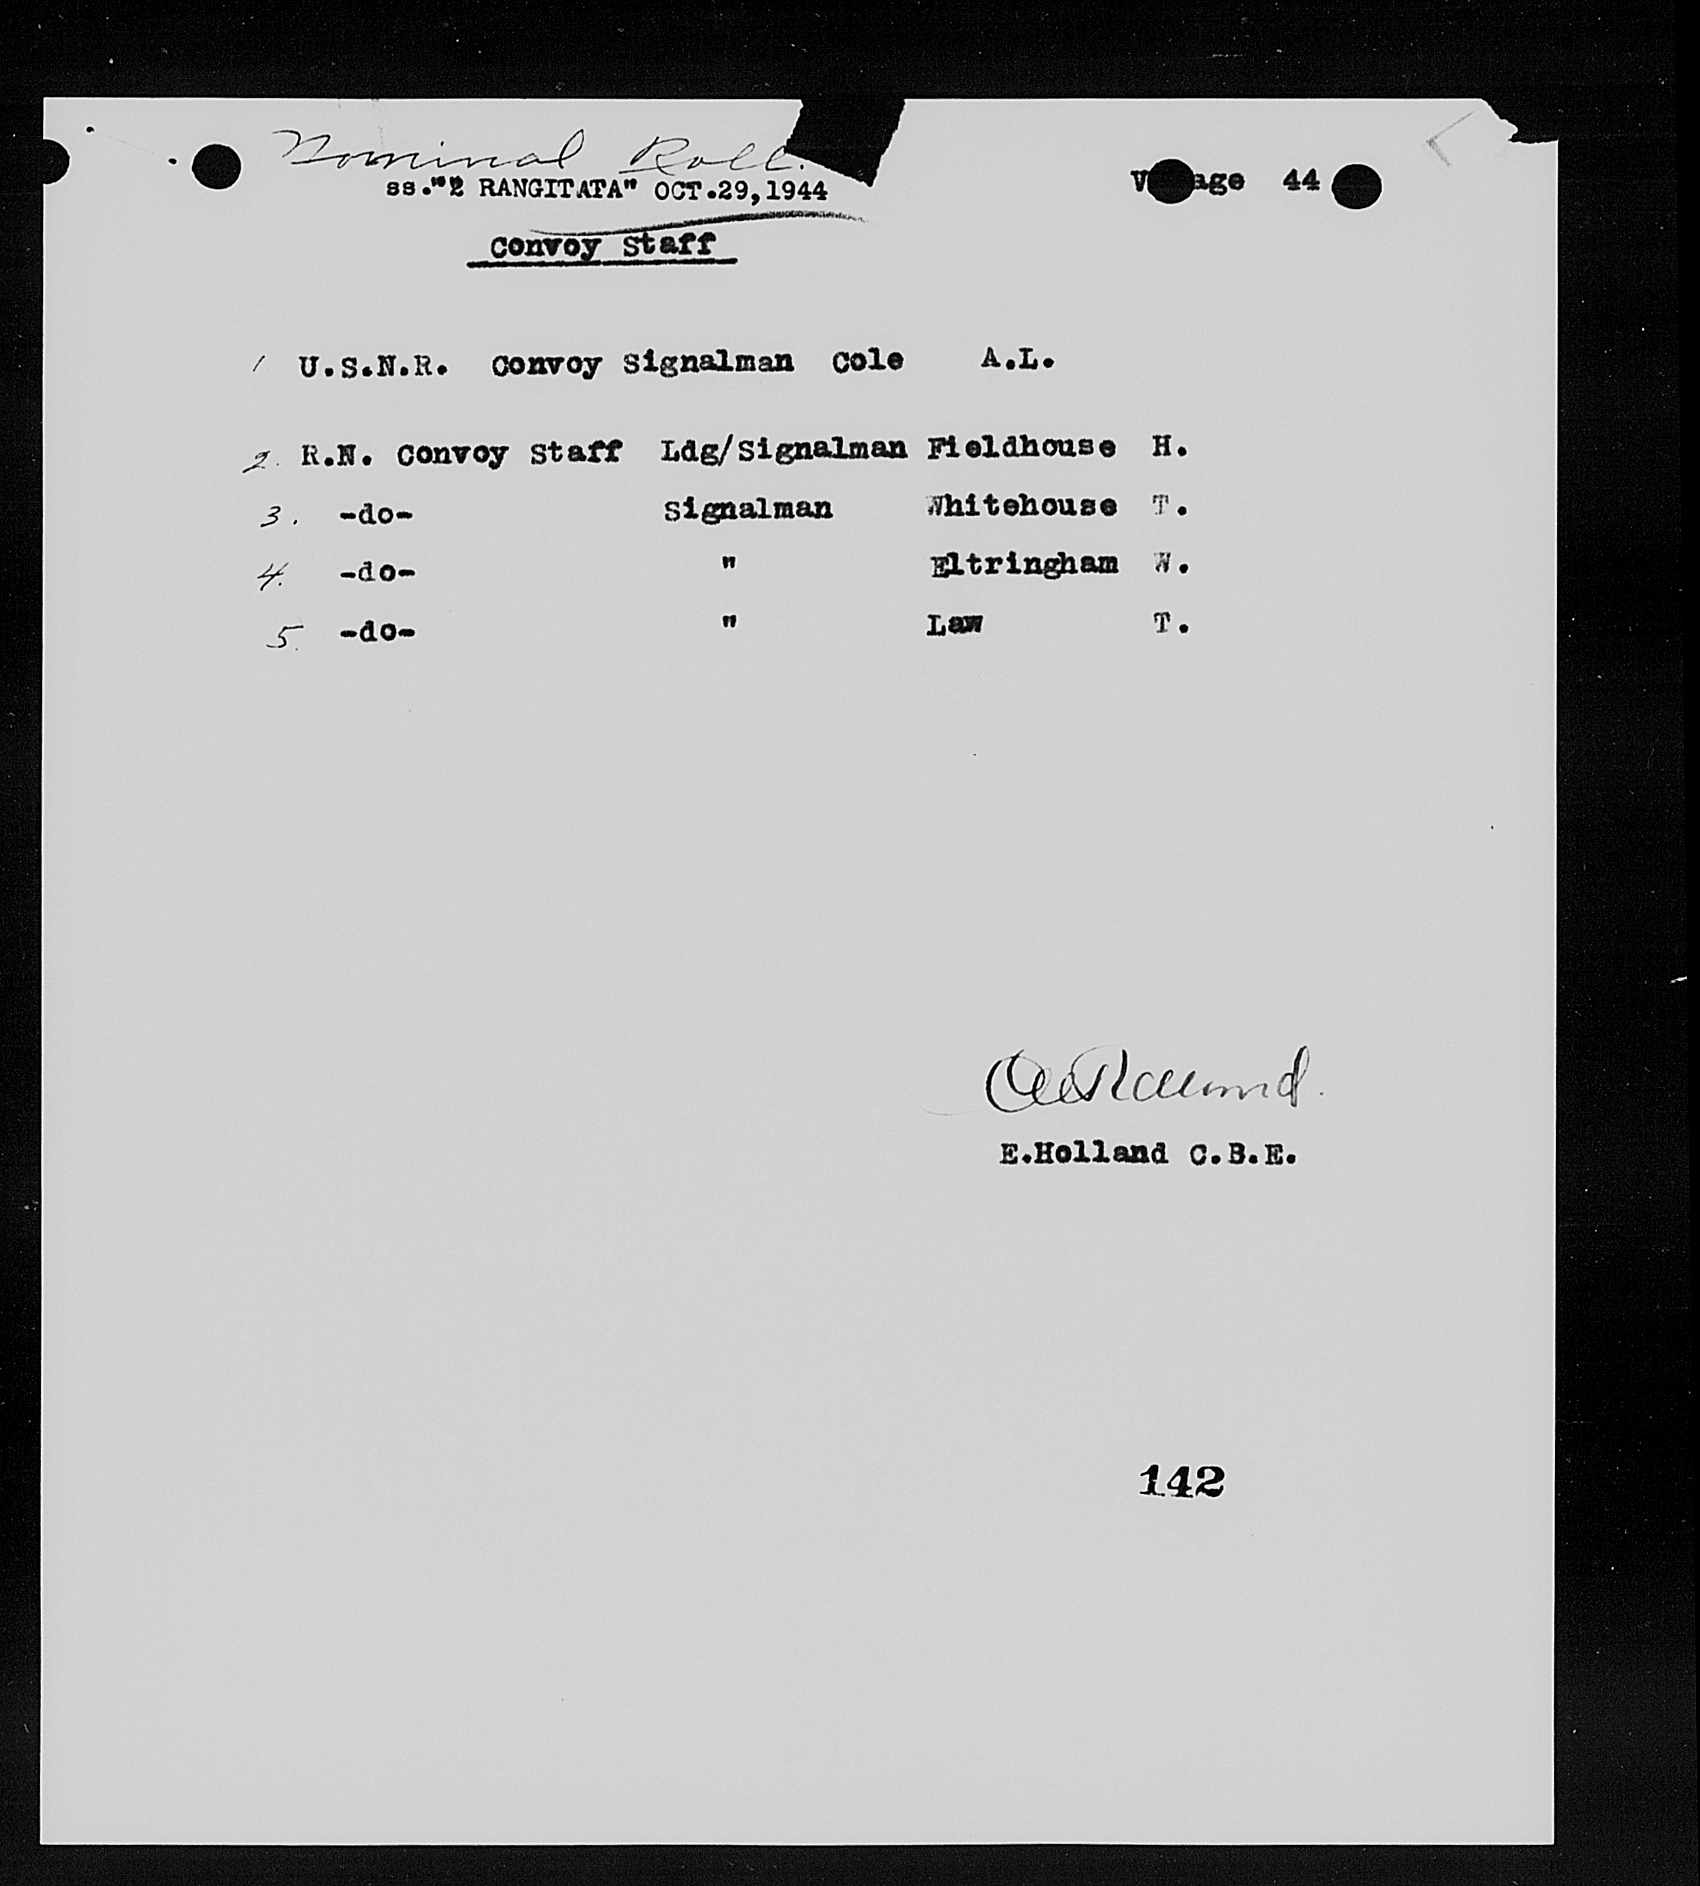 Nominal Roll.
ss."2 RANGITATA" OCT.29,1944
44
Convoy Staff
1 U.S.N.R. Convoy Signalman Cole A.L.
2. R.N. Convoy Staff Ldg/Signalman Fieldhouse H.
3. -do- Signalman Whitehouse T.
4. -do- " Eltringham W.
5. -do- " Law T.
E.Holland C.B.E.
142